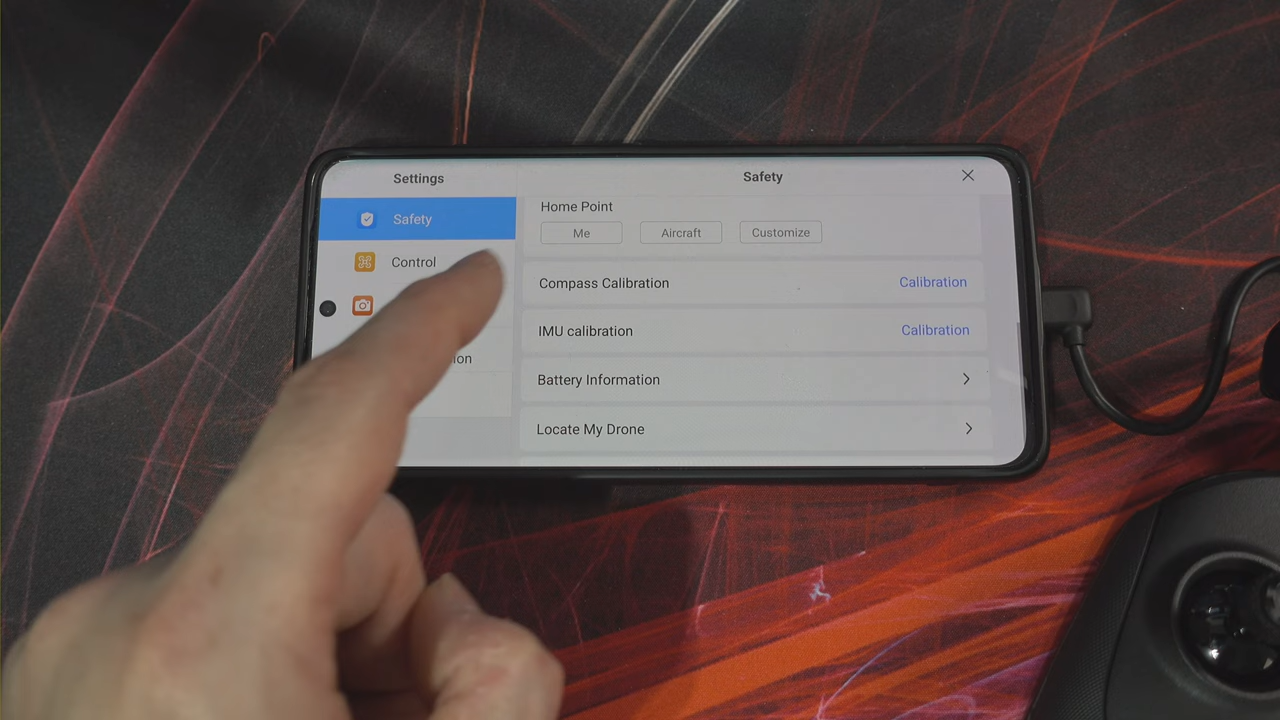 Settings
Safety
Safety
Control
Home Point
Me
Aircraft
Customize
Compass Calibration
Calibration
IMU calibration
Calibration
Battery Information
Locate My Drone